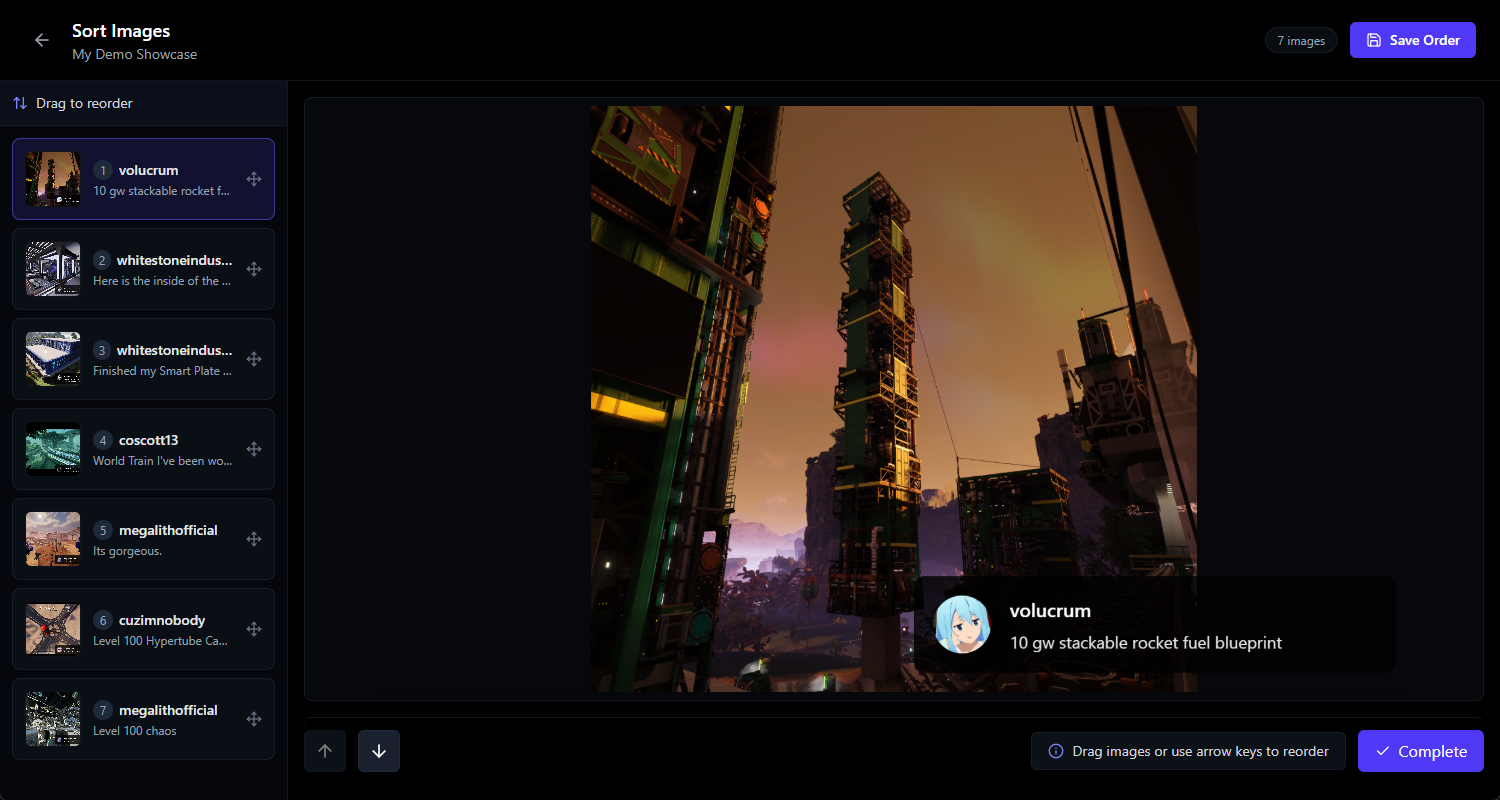 Sort Images
My Demo Showcase
7 images
Save Order
Drag to reorder
1 volucrum
10 gw stackable rocket f...
2 whitestoneindus...
Here is the inside of the ...
3 whitestoneindus...
Finished my Smart Plate ...
4 coscott13
World Train I've been wo...
5 megalithofficial
Its gorgeous.
6 cuzimnobody
Level 100 Hypertube Ca...
7 megalithofficial
Level 100 chaos
volucrum
10 gw stackable rocket fuel blueprint
Drag images or use arrow keys to reorder
Complete